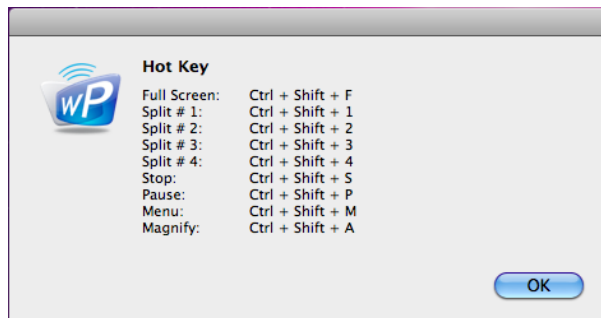 wP
Hot Key
Full Screen: Ctrl + Shift + F
Split # 1: Ctrl + Shift + 1
Split # 2: Ctrl + Shift + 2
Split # 3: Ctrl + Shift + 3
Split # 4: Ctrl + Shift + 4
Stop: Ctrl + Shift + S
Pause: Ctrl + Shift + P
Menu: Ctrl + Shift + M
Magnify: Ctrl + Shift + A
OK